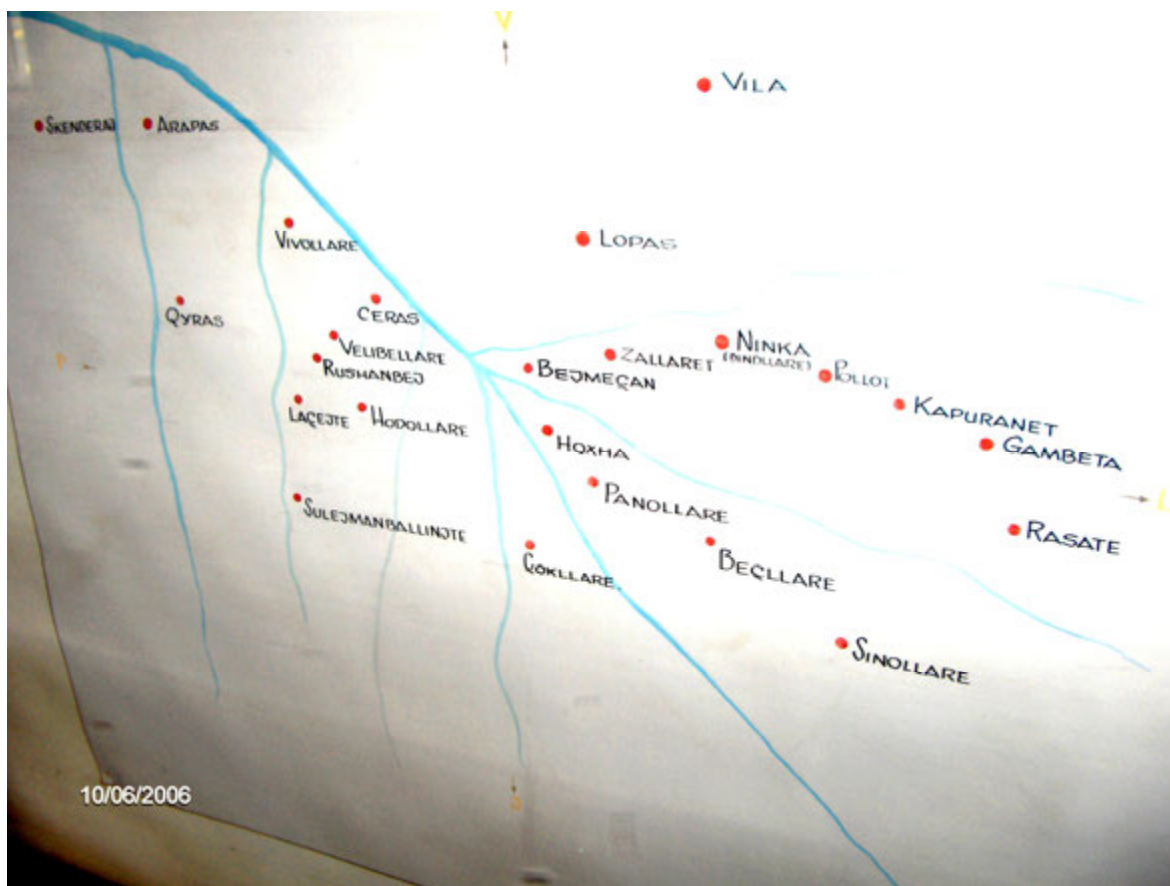 V
VILA
SKENDERAJ
ARAPAS
VIVOLLARE
LOPAS
QYRAS
CERAS
VELIBELLARE
RUSHANBEJ
NINKA
(NINOLLARE)
ZALLARET
BEJMEÇAN
POLLOT
KAPURANET
LAÇEJTE
HODOLLARE
HOXHA
GAMBETA
PANOLLARE
L
SULEJMANBALLINJTE
RASATE
BEÇLLARE
ÇOKLLARE
SINOLLARE
S
10/06/2006